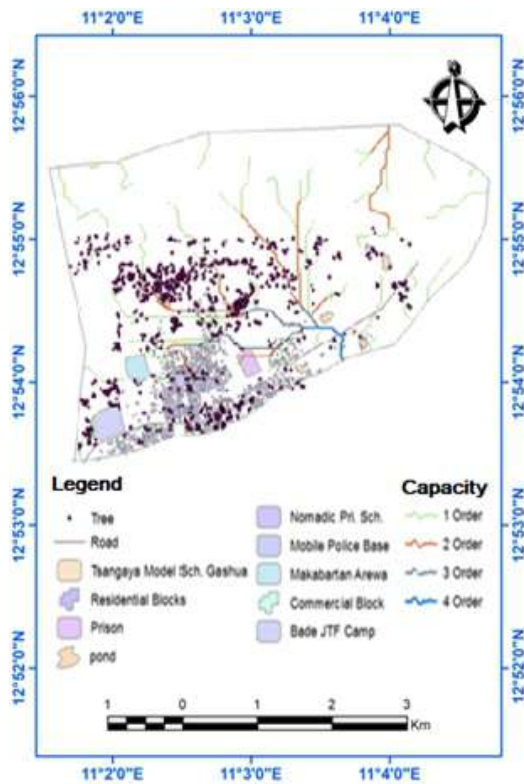 11°2'0"E 11°3'0"E 11°4'0"E
12°56'0"N 12°56'0"N
12°55'0"N 12°55'0"N
12°54'0"N 12°54'0"N
12°53'0"N 12°53'0"N
12°52'0"N 12°52'0"N
Legend
Tree
Road
Tsangaya Model Sch. Gashua
Residential Blocks
Prison
pond
Nomadic Pri. Sch.
Mobile Police Base
Makabartan Arewa
Commercial Block
Bade JTF Camp
Capacity
1 Order
2 Order
3 Order
4 Order
1 0 1 2 3
Km
11°2'0"E 11°3'0"E 11°4'0"E